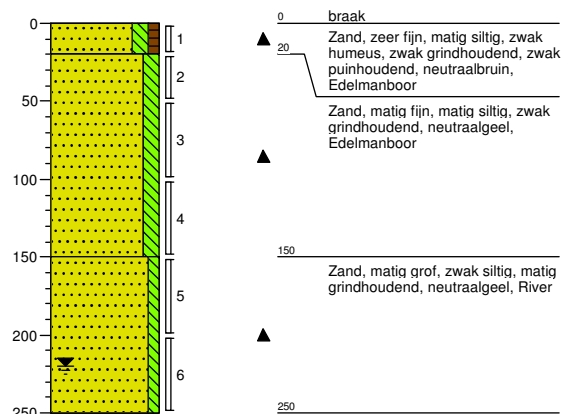 0
50
100
150
200
250
1
2
3
4
5
6
0
braak
Zand, zeer fijn, matig siltig, zwak
humeus, zwak grindhoudend, zwak
puinhoudend, neutraalbruin,
Edelmanboor
20
Zand, matig fijn, matig siltig, zwak
grindhoudend, neutraalgeel,
Edelmanboor
150
Zand, matig grof, zwak siltig, matig
grindhoudend, neutraalgeel, River
250